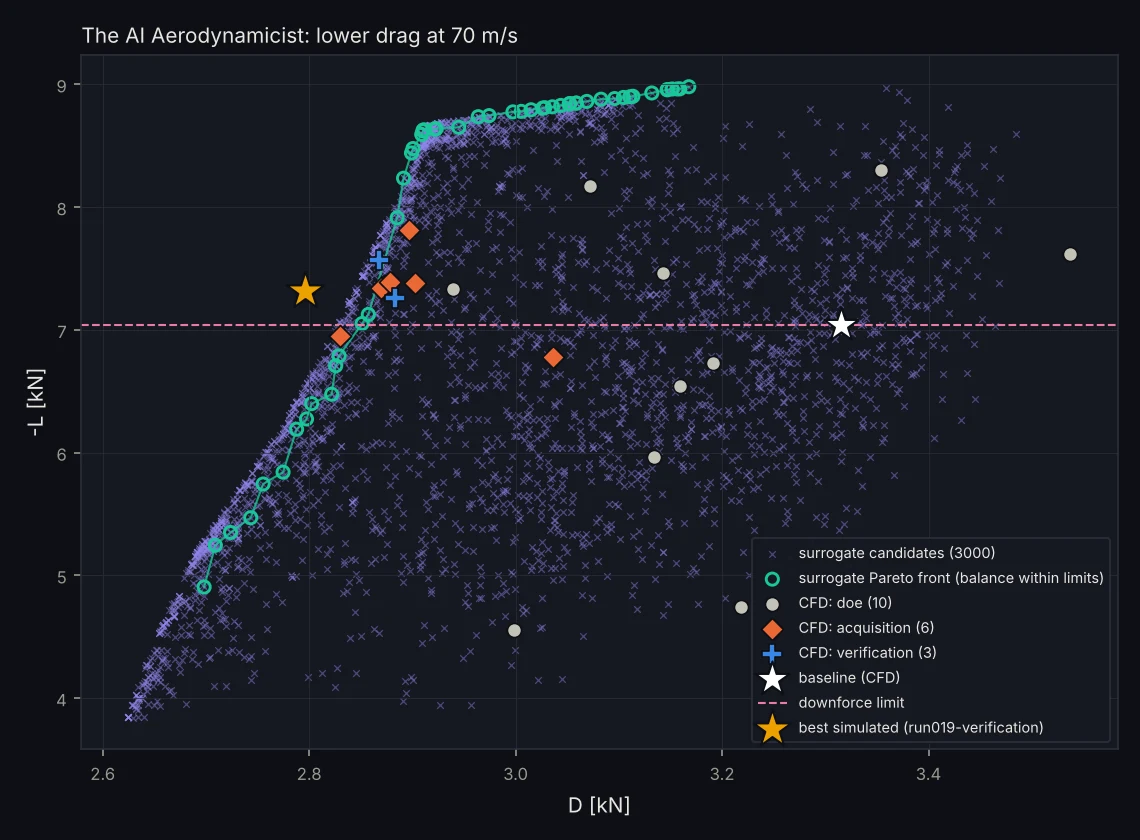 The AI Aerodynamicist: lower drag at 70 m/s
9
8
7
6
5
4
-L [kN]
surrogate candidates (3000)
surrogate Pareto front (balance within limits)
CFD: doe (10)
CFD: acquisition (6)
CFD: verification (3)
baseline (CFD)
downforce limit
best simulated (run019-verification)
2.6 2.8 3.0 3.2 3.4
D [kN]